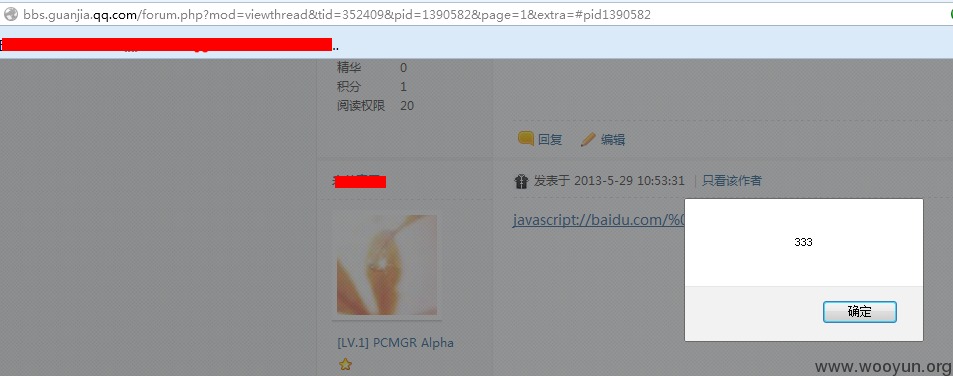 bbs.guanjia.qq.com/forum.php?mod=viewthread&tid=352409&pid=1390582&page=1&extra=#pid1390582
精华 0
积分 1
阅读权限 20
回复 编辑
发表于 2013-5-29 10:53:31 |只看该作者
javascript://baidu.com/%0
333
确定
[LV.1] PCMGR Alpha
www.wooyun.org